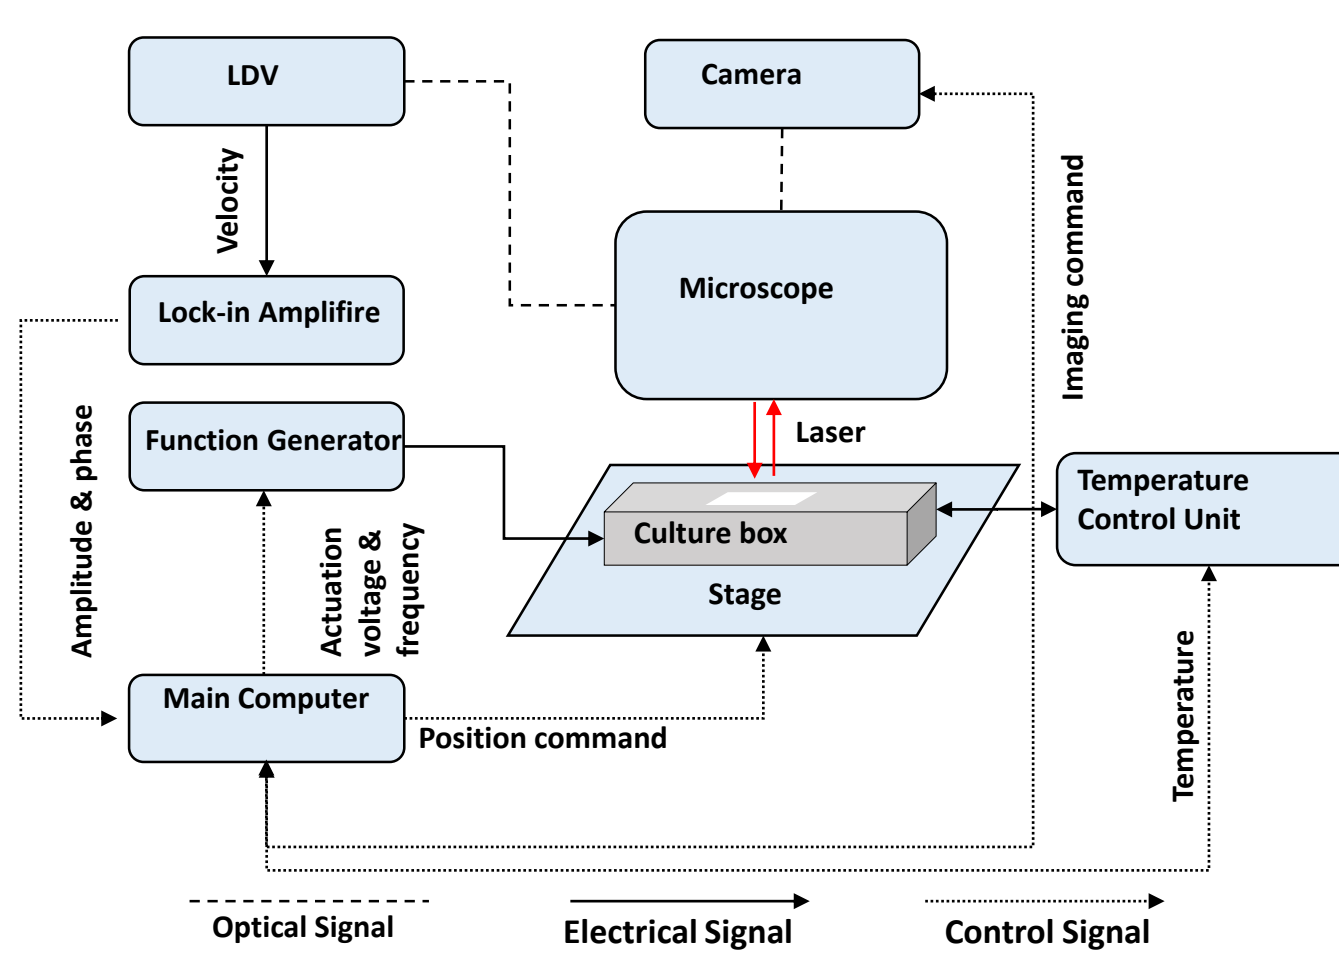 LDV
Camera
Velocity
Imaging command
Microscope
Lock-in Amplifire
Laser
Function Generator
Amplitude & phase
Temperature
Control Unit
Culture box
Actuation
voltage &
frequency
Stage
Main Computer
Position command
Temperature
Optical Signal
Electrical Signal
Control Signal